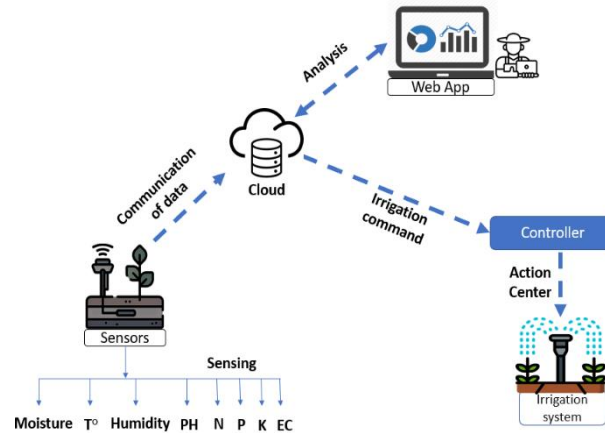 Analysis
Web App
Communication
of data
Cloud
Irrigation
command
Controller
Action
Center
Sensors
Sensing
Irrigation
system
Moisture T° Humidity PH N P K EC